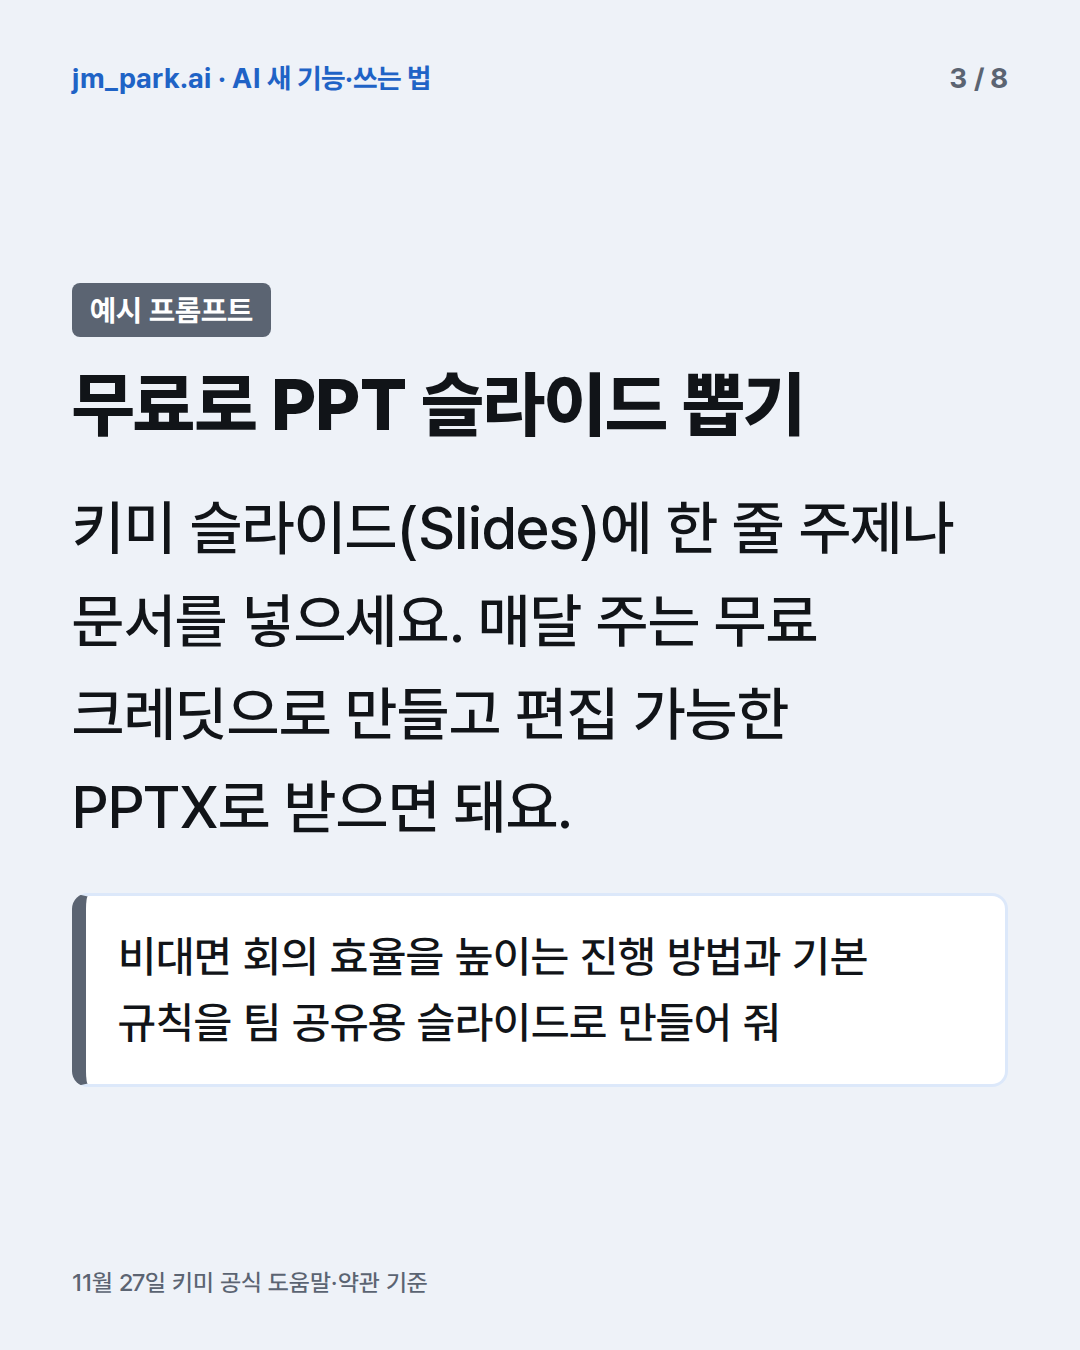 jm_park.ai · AI 새 기능·쓰는 법
3 / 8
예시 프롬프트
무료로 PPT 슬라이드 뽑기
키미 슬라이드(Slides)에 한 줄 주제나
문서를 넣으세요. 매달 주는 무료
크레딧으로 만들고 편집 가능한
PPTX로 받으면 돼요.
비대면 회의 효율을 높이는 진행 방법과 기본
규칙을 팀 공유용 슬라이드로 만들어 줘
11월 27일 키미 공식 도움말·약관 기준